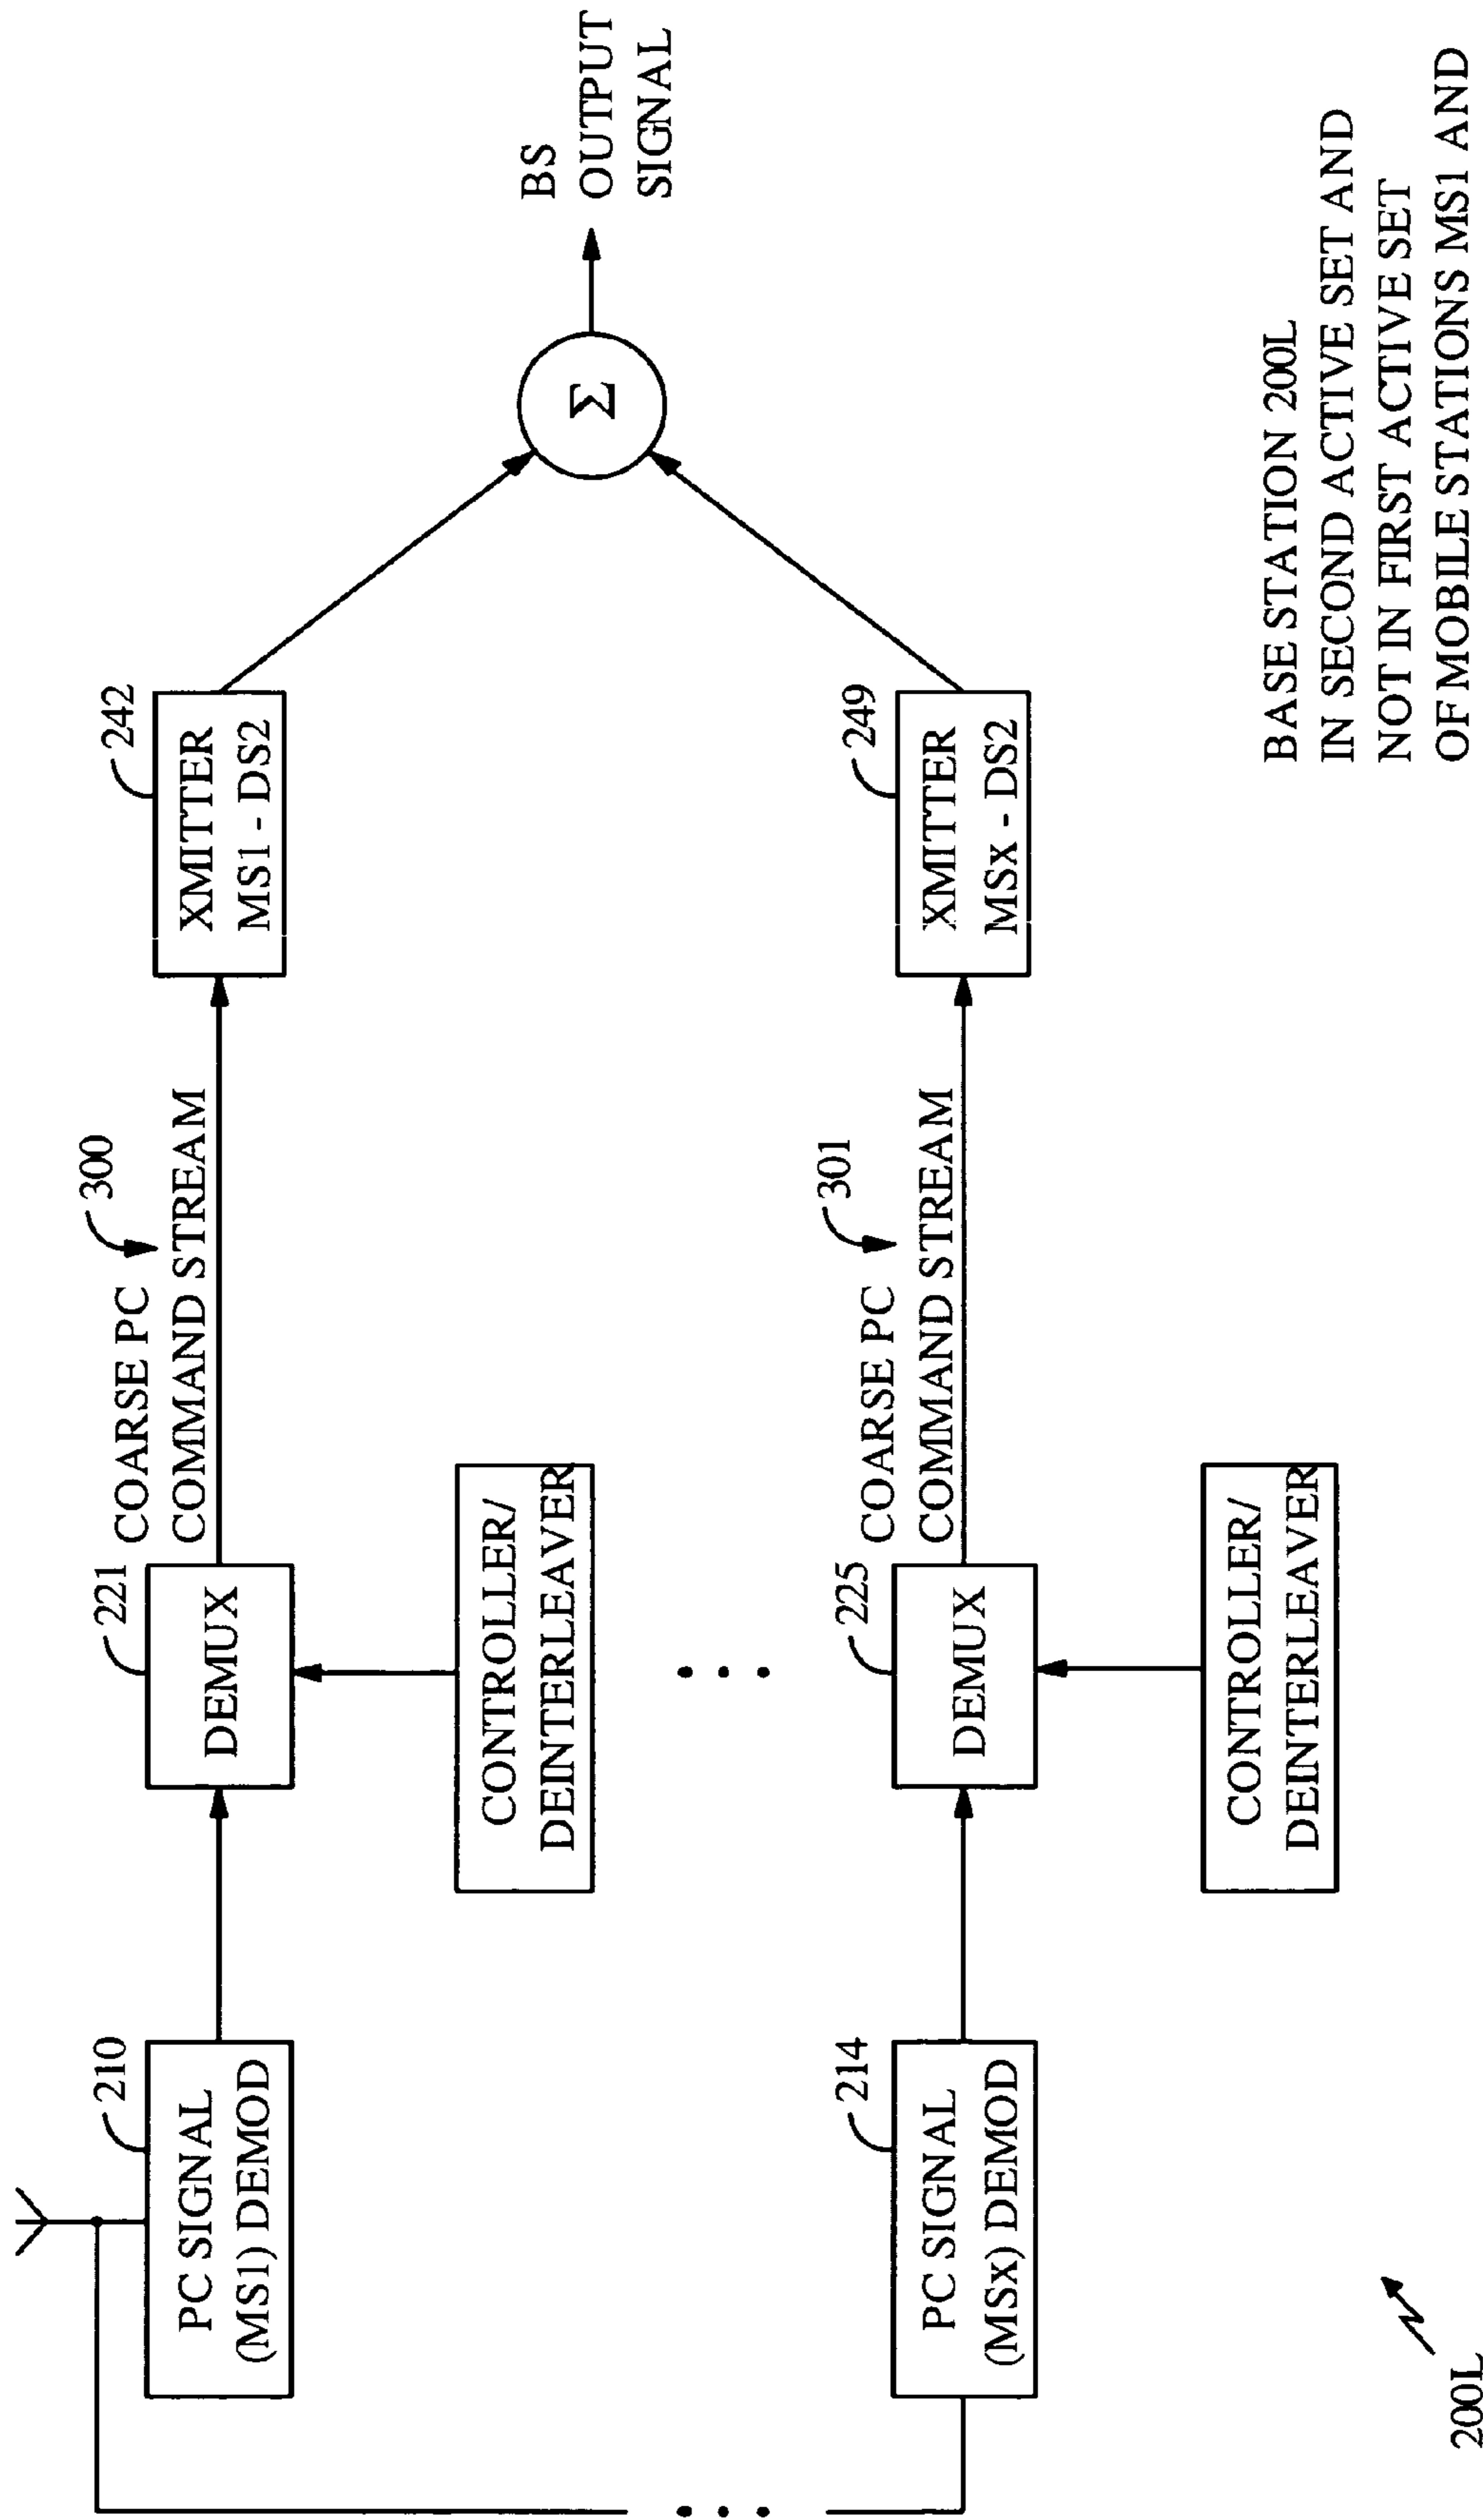 210
PC SIGNAL
(MS1) DEMOD
221
DEMUX
COARSE PC
COMMAND STREAM
300
242
XMITTER
MS1 - DS2
CONTROLLER/
DEINTERLEAVER
Σ
BS
OUTPUT
SIGNAL
214
PC SIGNAL
(MSx) DEMOD
225
DEMUX
COARSE PC
COMMAND STREAM
301
249
XMITTER
MSx - DS2
CONTROLLER/
DEINTERLEAVER
200L
BASE STATION 200L
IN SECOND ACTIVE SET AND
NOT IN FIRST ACTIVE SET
OF MOBILE STATIONS MS1 AND